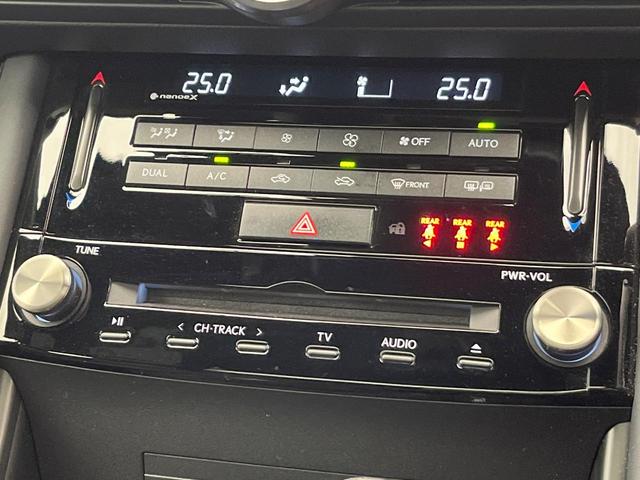 25.0 25.0
nanoeX
OFF AUTO
DUAL A/C FRONT
REAR REAR REAR
TUNE PWR-VOL
< CH-TRACK > TV AUDIO